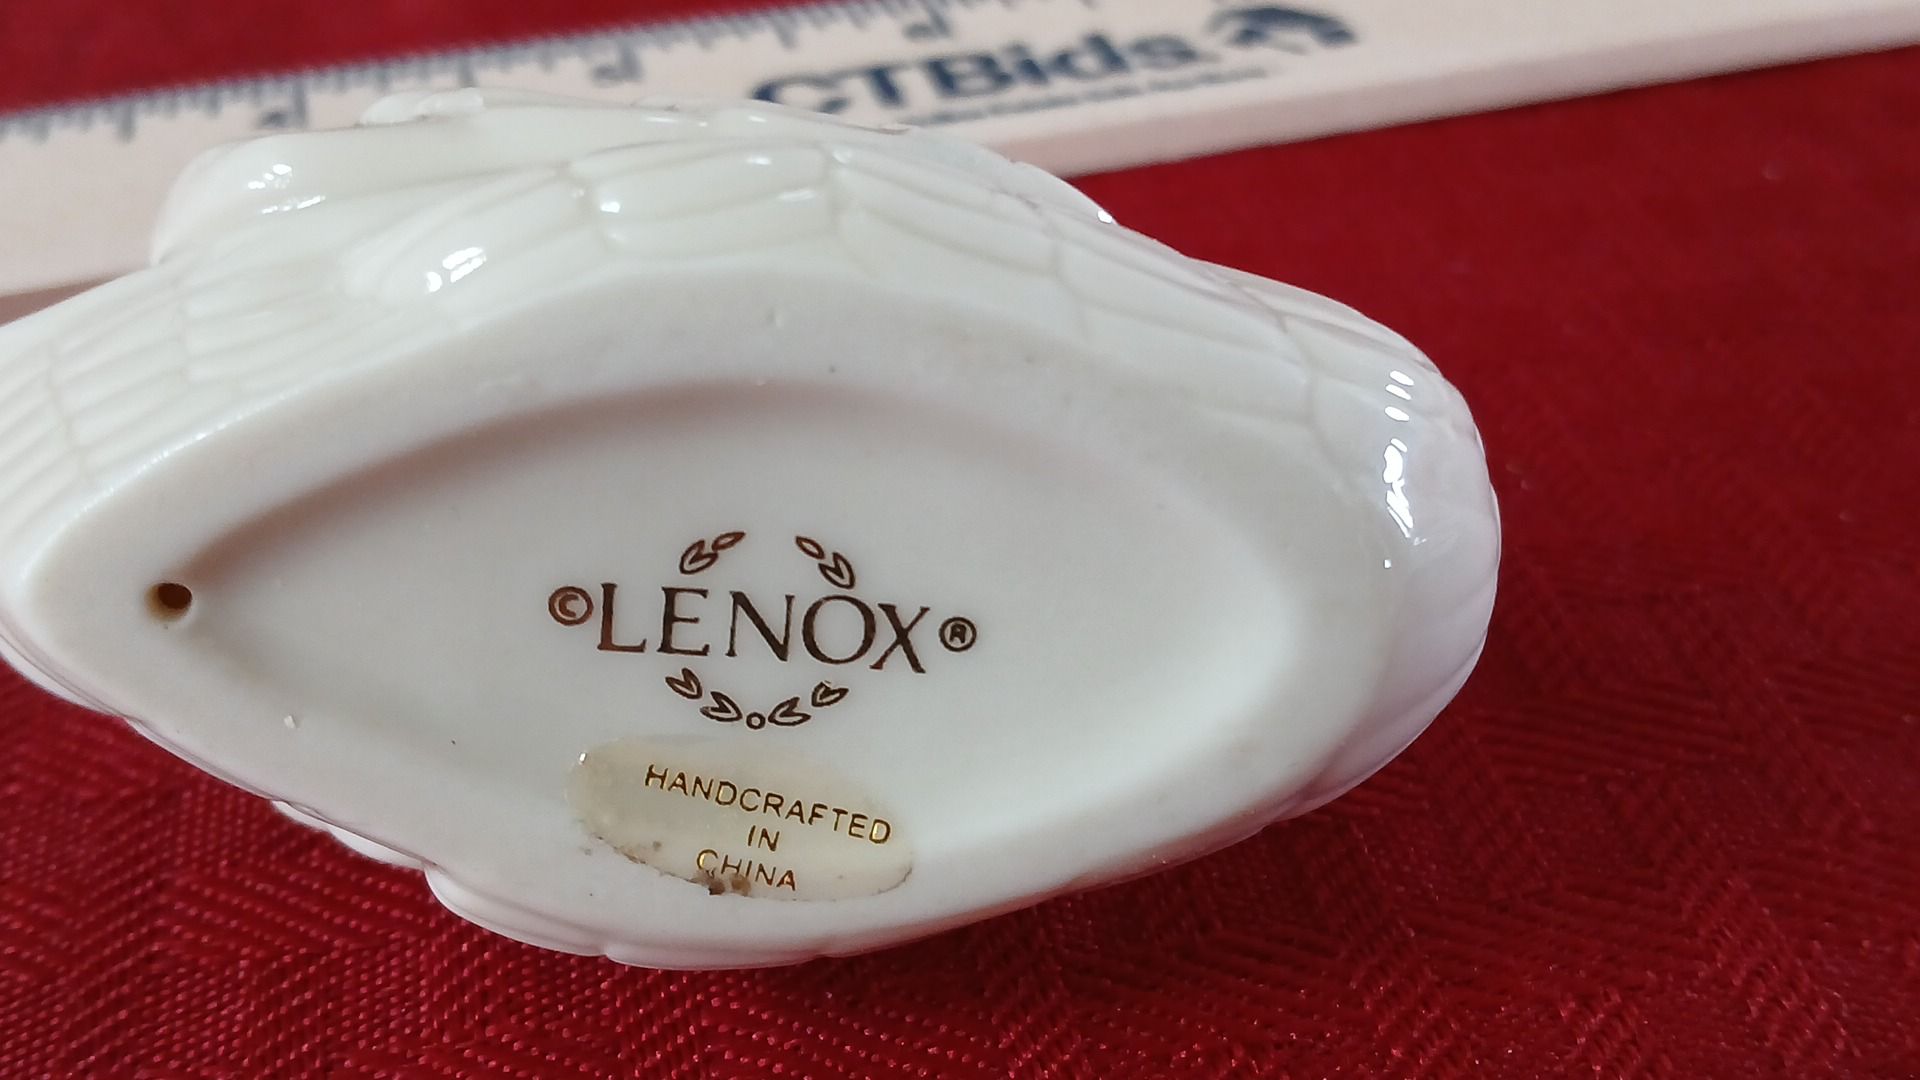 CTBids
©LENOX®
HANDCRAFTED
IN
CHINA